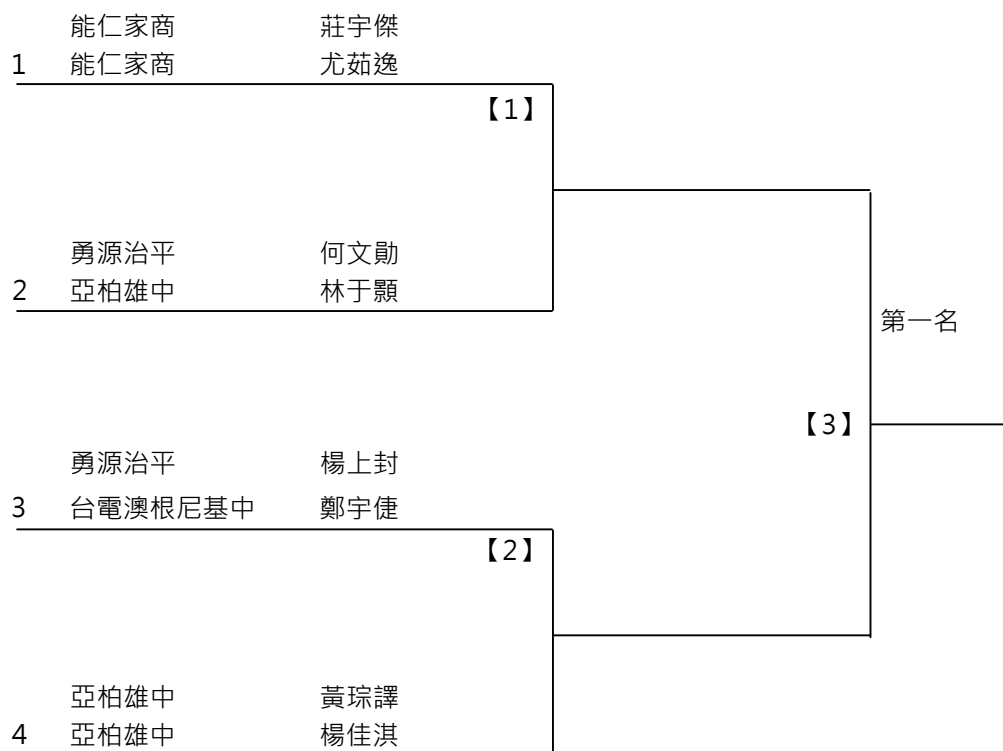 能仁家商 莊宇傑
1 能仁家商 尤茹逸
【1】
勇源治平 何文勛
2 亞柏雄中 林于顥
第一名
【3】
勇源治平 楊上封
3 台電澳根尼基中 鄭宇倢
【2】
亞柏雄中 黃琮譯
4 亞柏雄中 楊佳淇